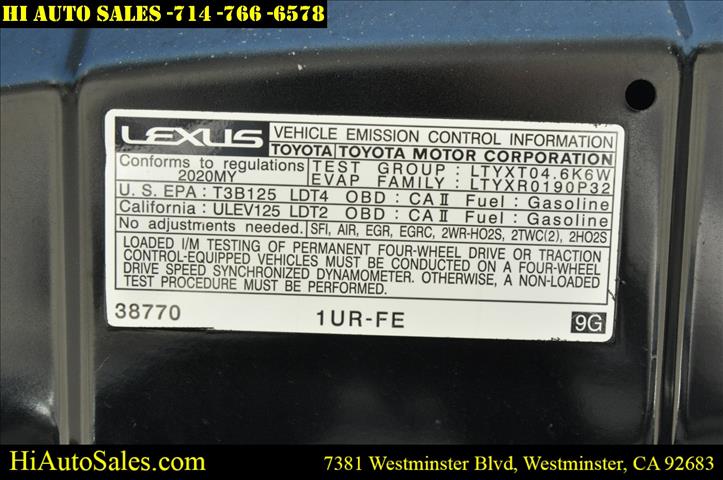 HI AUTO SALES -714 -766 -6578
LEXUS VEHICLE EMISSION CONTROL INFORMATION
TOYOTA TOYOTA MOTOR CORPORATION
Conforms to regulations
2020MY
TEST GROUP : LTYXT04.6K6W
EVAP FAMILY : LTYXR0190P32
U. S. EPA : T3B125 LDT4 OBD : CA II Fuel : Gasoline
California : ULEV125 LDT2 OBD : CA II Fuel : Gasoline
No adjustments needed. SFI, AIR, EGR, EGRC, 2WR-HO2S, 2TWC(2), 2HO2S
LOADED I/M TESTING OF PERMANENT FOUR-WHEEL DRIVE OR TRACTION
CONTROL-EQUIPPED VEHICLES MUST BE CONDUCTED ON A FOUR-WHEEL
DRIVE SPEED SYNCHRONIZED DYNAMOMETER. OTHERWISE, A NON-LOADED
TEST PROCEDURE MUST BE PERFORMED.
38770 1UR-FE 9G
HiAutoSales.com 7381 Westminster Blvd, Westminster, CA 92683